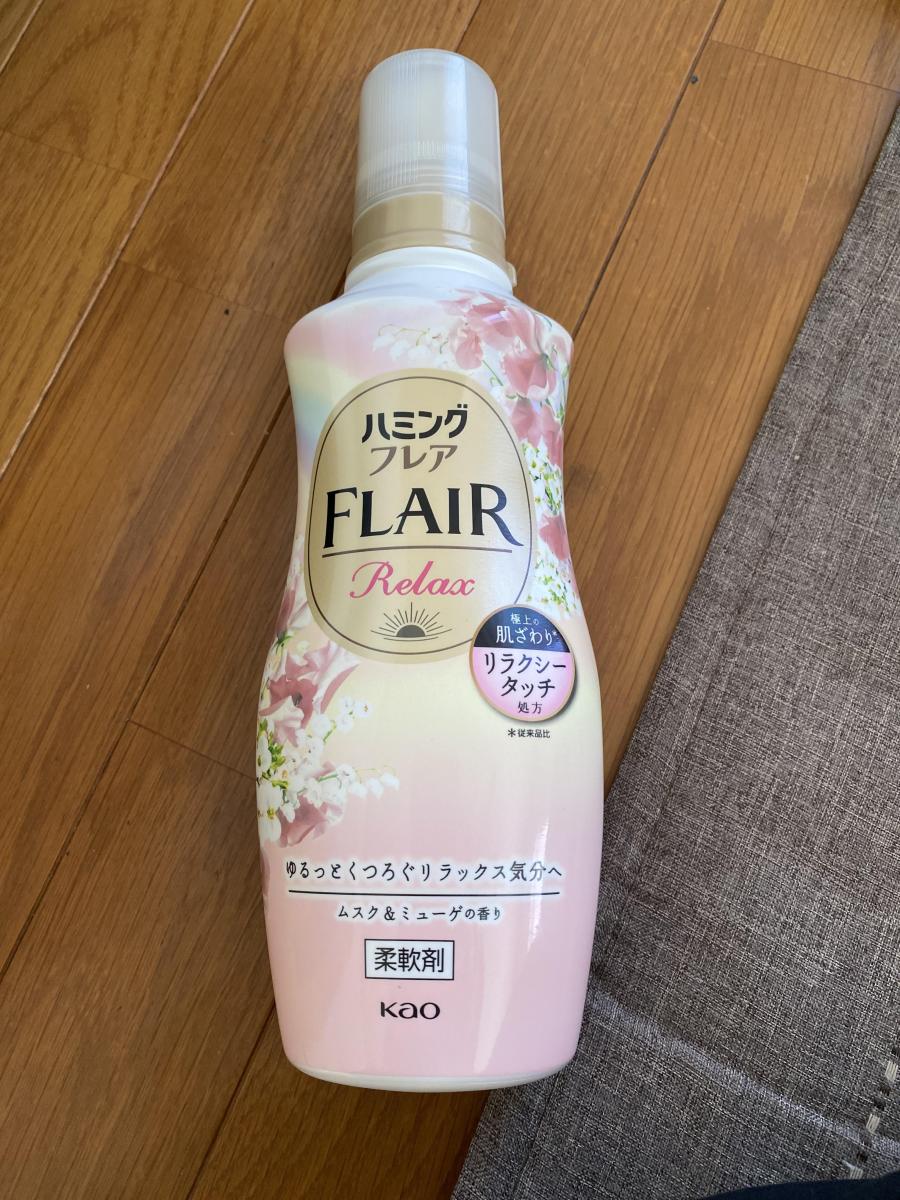 ハミング
フレア
FLAIR
Relax
極上の
肌ざわり*
リラクシー
タッチ
処方
*従来品比
ゆるっとくつろぐリラックス気分へ
ムスク&ミューゲの香り
柔軟剤
Kao